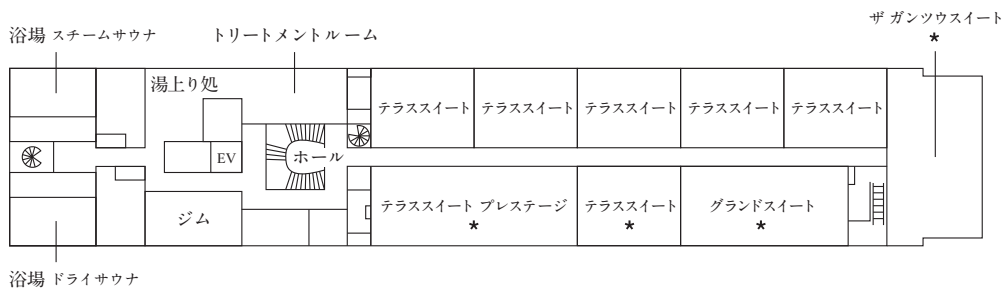 ザ ガンツウスイート
*
浴場 スチームサウナ
トリートメントルーム
湯上り処
テラススイート
テラススイート
テラススイート
テラススイート
テラススイート
EV
ホール
ジム
テラススイート プレステージ
*
テラススイート
*
グランドスイート
*
浴場 ドライサウナ